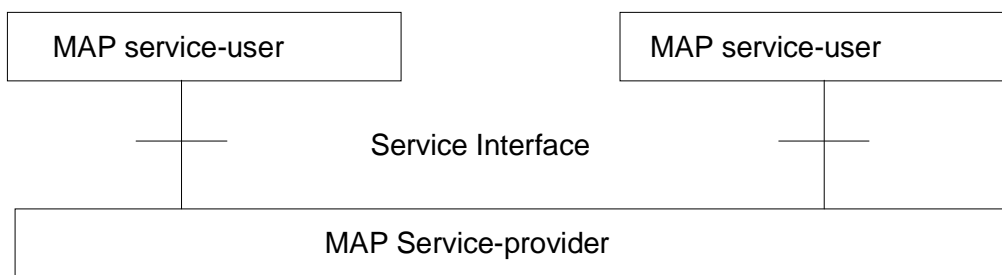 MAP service-user
MAP service-user
Service Interface
MAP Service-provider